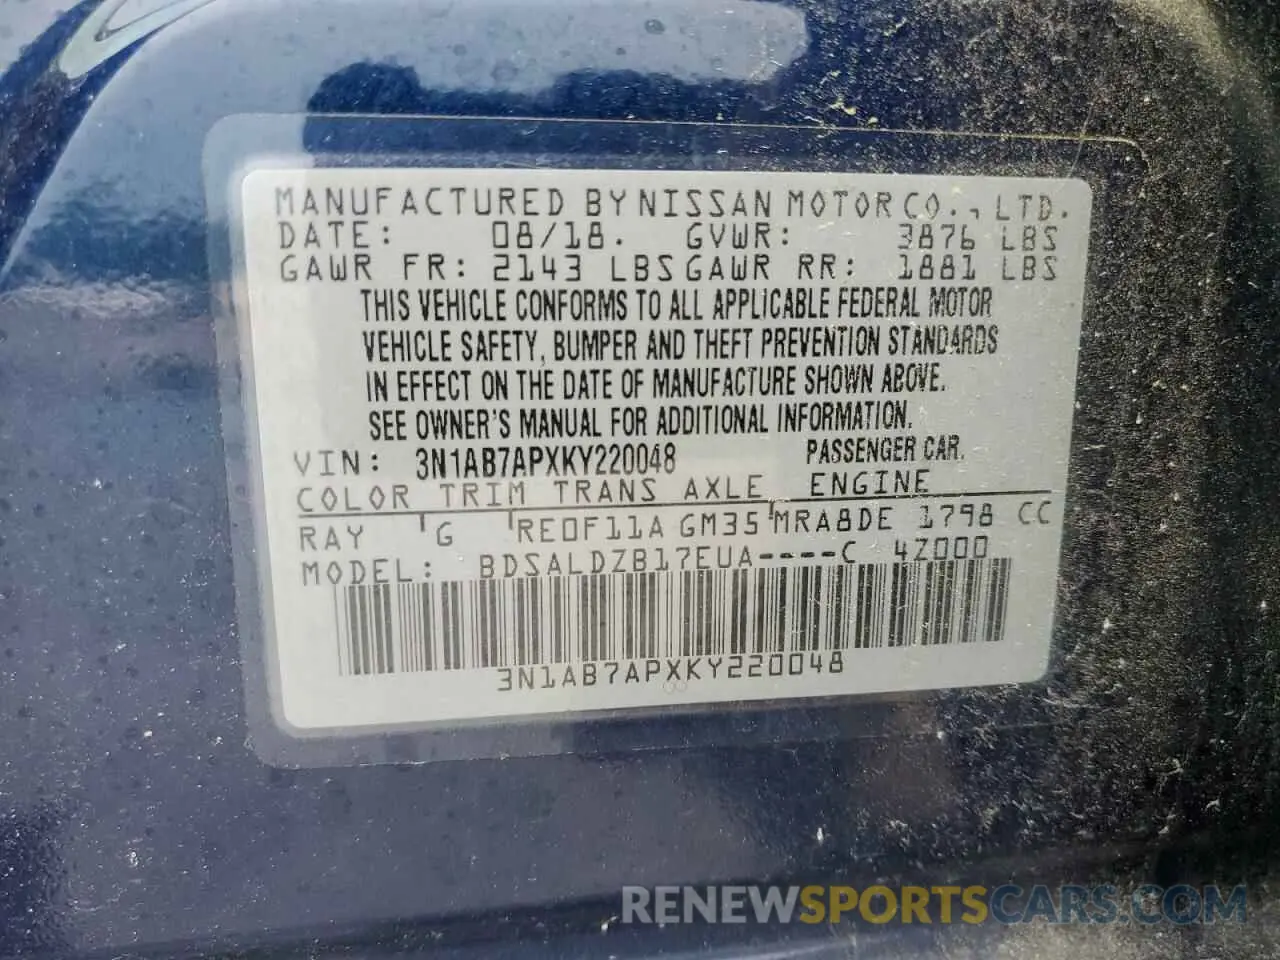 MANUFACTURED BY NISSAN MOTOR CO., LTD.
DATE: 08/18. GVWR: 3876 LBS
GAWR FR: 2143 LBS GAWR RR: 1881 LBS
THIS VEHICLE CONFORMS TO ALL APPLICABLE FEDERAL MOTOR
VEHICLE SAFETY, BUMPER AND THEFT PREVENTION STANDARDS
IN EFFECT ON THE DATE OF MANUFACTURE SHOWN ABOVE.
SEE OWNER'S MANUAL FOR ADDITIONAL INFORMATION.
VIN: 3N1AB7APXKY220048 PASSENGER CAR.
COLOR TRIM TRANS AXLE ENGINE
RAY G RE0F11A GM35 MRA8DE 1798 CC
MODEL: BDSALDZB17EUA----C 4Z000
3N1AB7APXKY220048
RENEWSPORTSCARS.COM